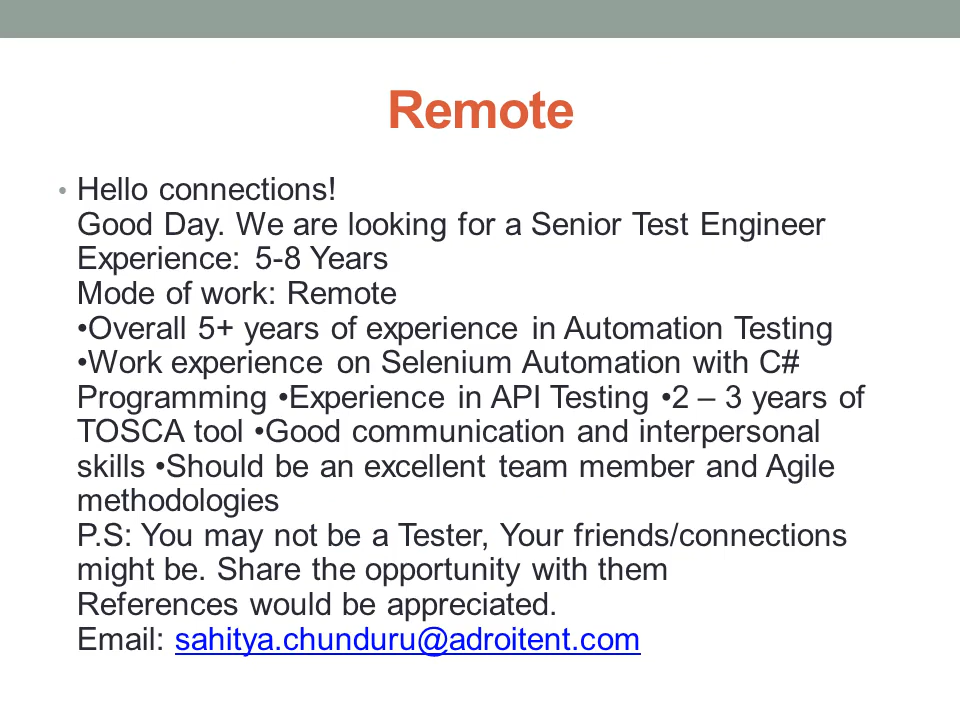 Remote
• Hello connections!
Good Day. We are looking for a Senior Test Engineer
Experience: 5-8 Years
Mode of work: Remote
•Overall 5+ years of experience in Automation Testing
•Work experience on Selenium Automation with C#
Programming •Experience in API Testing •2 – 3 years of
TOSCA tool •Good communication and interpersonal
skills •Should be an excellent team member and Agile
methodologies
P.S: You may not be a Tester, Your friends/connections
might be. Share the opportunity with them
References would be appreciated.
Email: sahitya.chunduru@adroitent.com